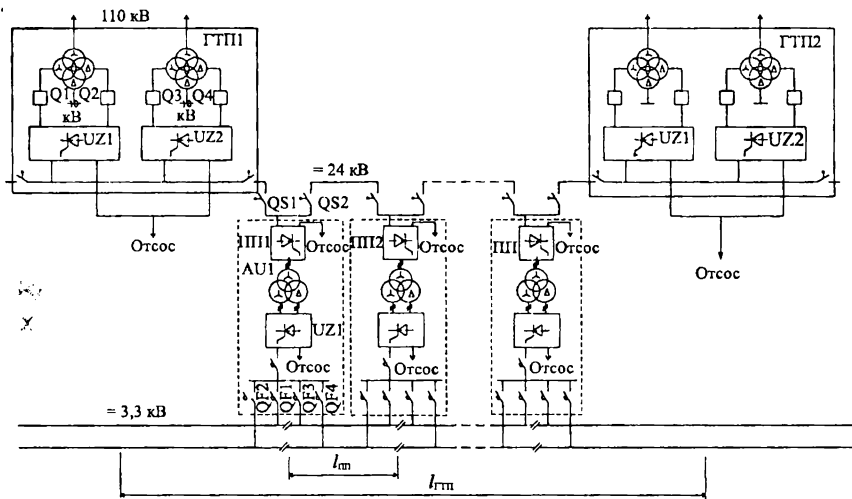 110 кВ
ГТП1
ГТП2
Q1 Q2
кВ
Q3 Q4
кВ
UZ1
UZ2
UZ1
UZ2
= 24 кВ
QS1
QS2
Отсос
Отсос
ПП1
Отсос
ПП2
Отсос
ПП
Отсос
AU1
UZ1
Отсос
Отсос
Отсос
QF2
QF1
QF3
QF4
= 3,3 кВ
lпп
lГТП